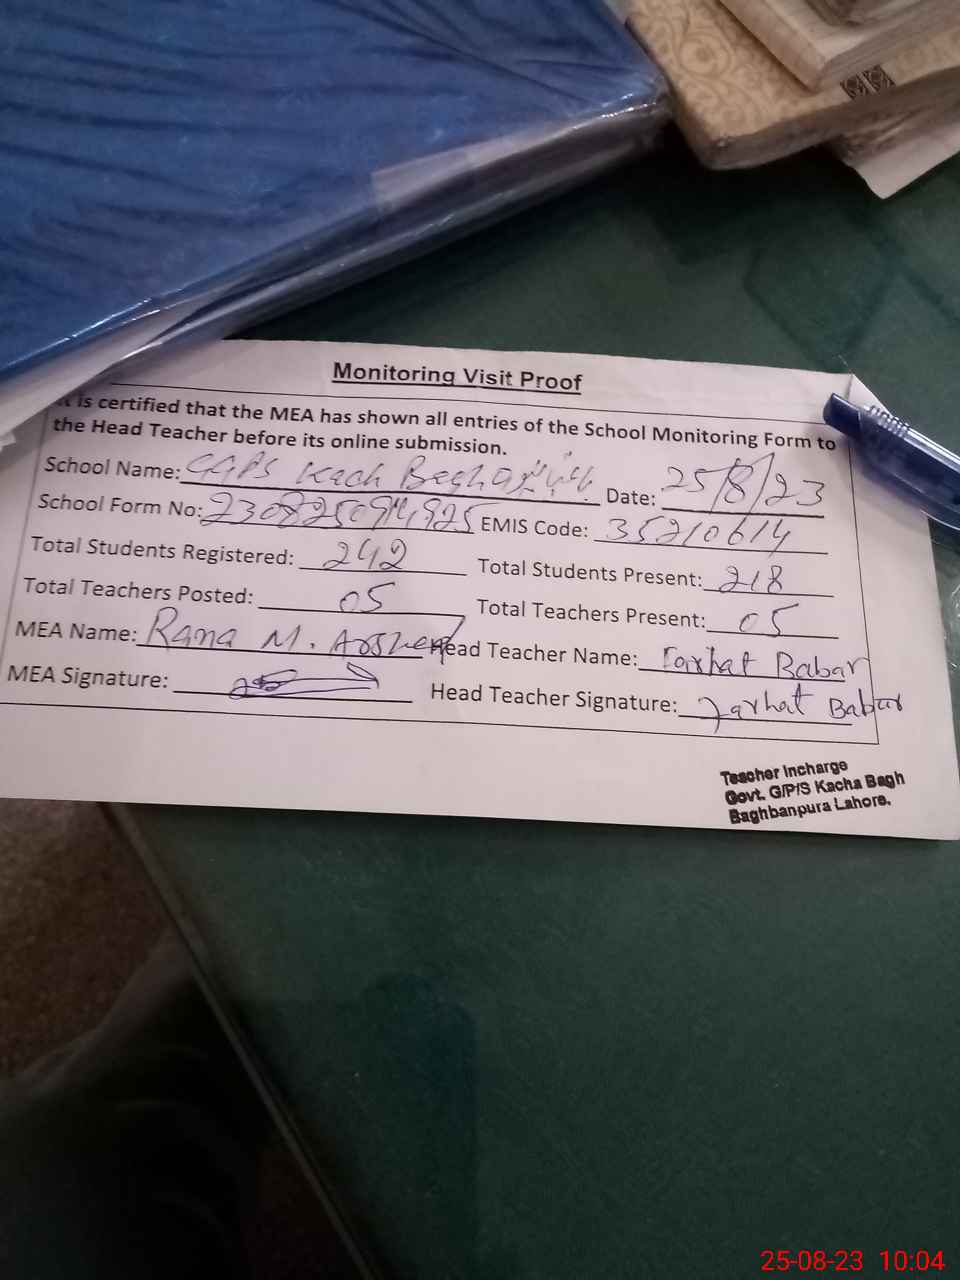 Monitoring Visit Proof
It is certified that the MEA has shown all entries of the School Monitoring Form to
the Head Teacher before its online submission.
School Name: GGPS Kach Bagh Date: 25/8/23
School Form No: EMIS Code: 35210614
Total Students Registered: 242 Total Students Present: 218
Total Teachers Posted: 05 Total Teachers Present: 05
MEA Name: Rana M. Head Teacher Name: Farhat Babar
MEA Signature: Head Teacher Signature: Farhat Babar
Teacher Incharge
Govt. G/P/S Kacha Bagh
Baghbanpura Lahore.
25-08-23 10:04